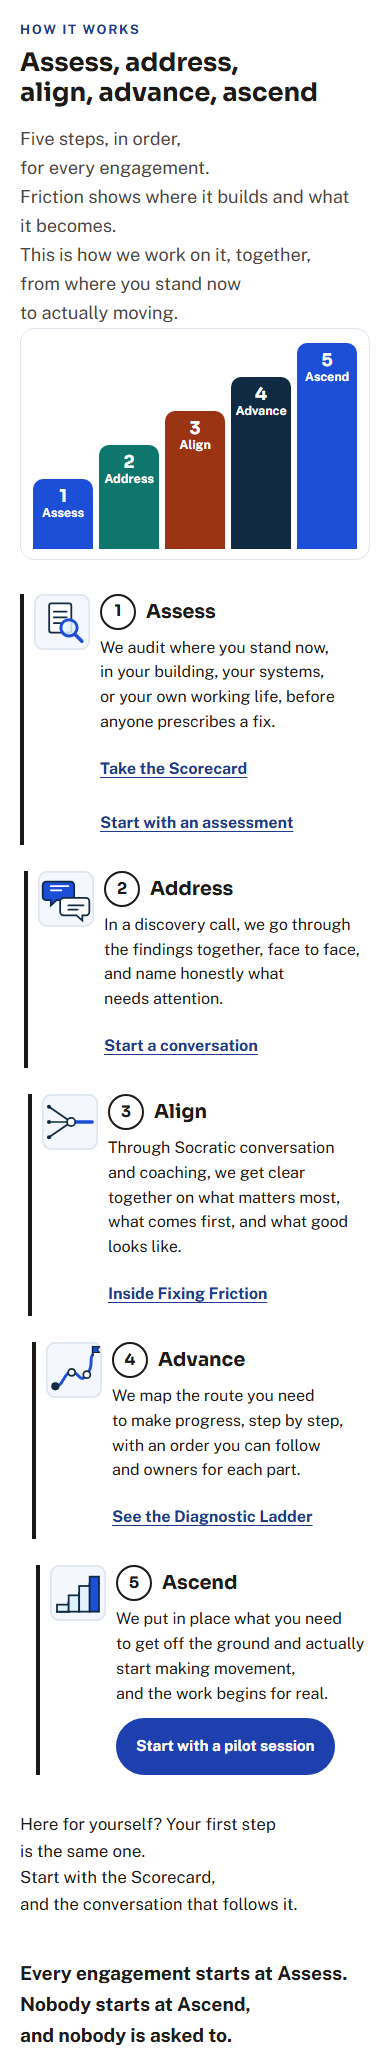 HOW IT WORKS
Assess, address,
align, advance, ascend
Five steps, in order,
for every engagement.
Friction shows where it builds and what
it becomes.
This is how we work on it, together,
from where you stand now
to actually moving.
1
Assess
2
Address
3
Align
4
Advance
5
Ascend
1 Assess
We audit where you stand now,
in your building, your systems,
or your own working life, before
anyone prescribes a fix.
Take the Scorecard
Start with an assessment
2 Address
In a discovery call, we go through
the findings together, face to face,
and name honestly what
needs attention.
Start a conversation
3 Align
Through Socratic conversation
and coaching, we get clear
together on what matters most,
what comes first, and what good
looks like.
Inside Fixing Friction
4 Advance
We map the route you need
to make progress, step by step,
with an order you can follow
and owners for each part.
See the Diagnostic Ladder
5 Ascend
We put in place what you need
to get off the ground and actually
start making movement,
and the work begins for real.
Start with a pilot session
Here for yourself? Your first step
is the same one.
Start with the Scorecard,
and the conversation that follows it.
Every engagement starts at Assess.
Nobody starts at Ascend,
and nobody is asked to.